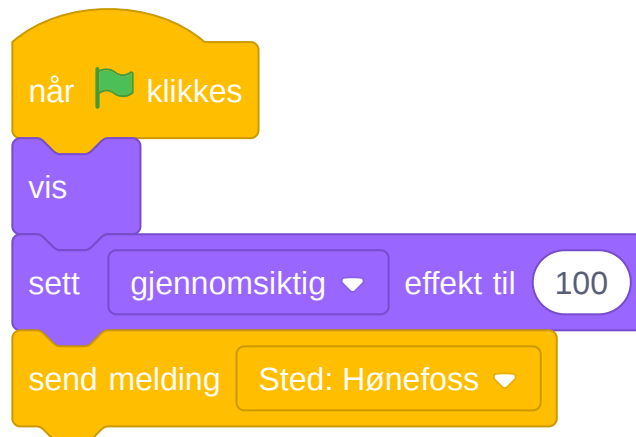 når klikkes
vis
sett gjennomsiktig effekt til 100
send melding Sted: Hønefoss